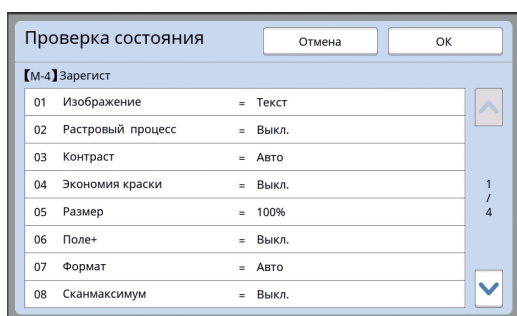 Проверка состояния
Отмена
ОК
【М-4】Зарегист
01 Изображение = Текст
02 Растровый процесс = Выкл.
03 Контраст = Авто
04 Экономия краски = Выкл.
05 Размер = 100%
06 Поле+ = Выкл.
07 Формат = Авто
08 Сканмаксимум = Выкл.
1
/
4